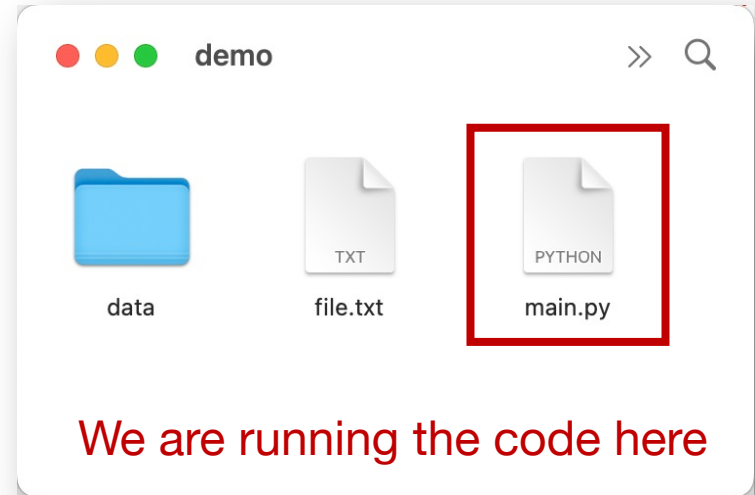 demo
TXT
PYTHON
data
file.txt
main.py
We are running the code here